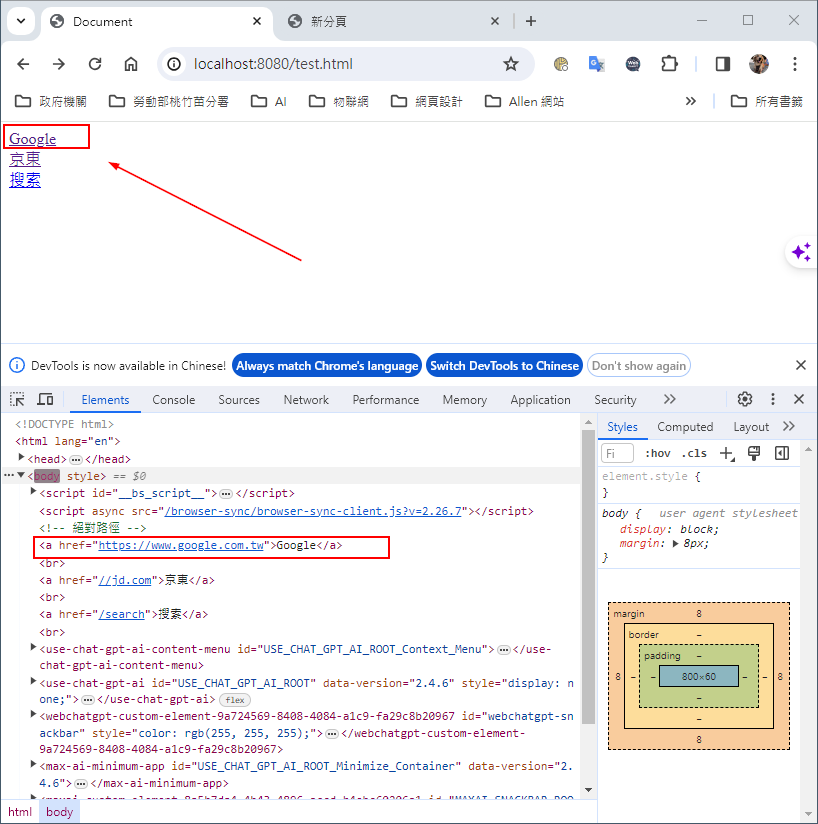 Document
新分頁
localhost:8080/test.html
政府機關
勞動部桃竹苗分署
AI
物聯網
網頁設計
Allen 網站
所有書籤
Google
京東
搜索
DevTools is now available in Chinese!
Always match Chrome's language
Switch DevTools to Chinese
Don't show again
Elements
Console
Sources
Network
Performance
Memory
Application
Security
<!DOCTYPE html>
<html lang="en">
<head>⋯</head>
⋯<body style> == $0
<script id="__bs_script__">⋯</script>
<script async src="/browser-sync/browser-sync-client.js?v=2.26.7"></script>
<!-- 絕對路徑 -->
<a href="https://www.google.com.tw">Google</a>
<br>
<a href="//jd.com">京東</a>
<br>
<a href="/search">搜索</a>
<br>
<use-chat-gpt-ai-content-menu id="USE_CHAT_GPT_AI_ROOT_Context_Menu">⋯</use-
chat-gpt-ai-content-menu>
<use-chat-gpt-ai id="USE_CHAT_GPT_AI_ROOT" data-version="2.4.6" style="display: n
one;">⋯</use-chat-gpt-ai> flex
<webchatgpt-custom-element-9a724569-8408-4084-a1c9-fa29c8b20967 id="webchatgpt-sn
ackbar" style="color: rgb(255, 255, 255);">⋯</webchatgpt-custom-element-
9a724569-8408-4084-a1c9-fa29c8b20967>
<max-ai-minimum-app id="USE_CHAT_GPT_AI_ROOT_Minimize_Container" data-version="2.
4.6">⋯</max-ai-minimum-app>
html
body
Styles
Computed
Layout
Fi
:hov
.cls
element.style {
}
body {
user agent stylesheet
display: block;
margin: ▶ 8px;
}
margin
8
border
–
padding
–
8
–
–
800×60
–
–
8
–
–
8